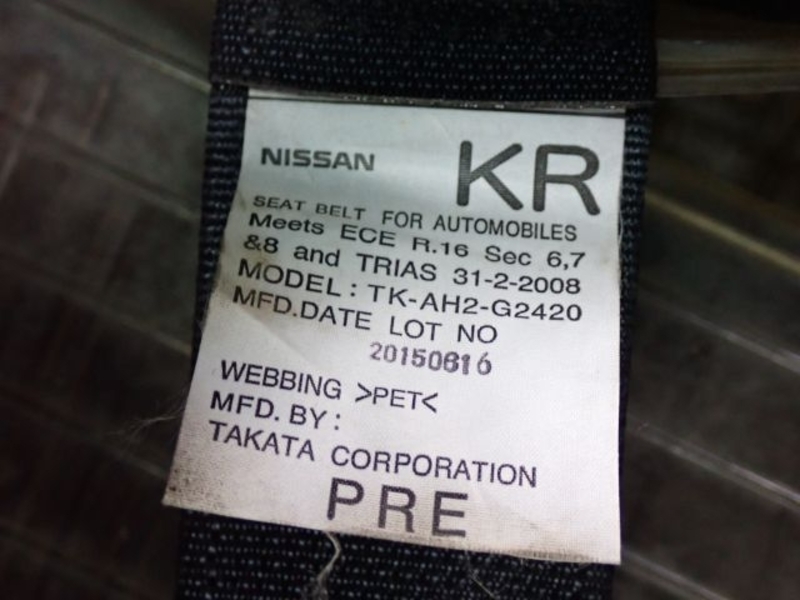 NISSAN KR
SEAT BELT FOR AUTOMOBILES
Meets ECE R.16 Sec 6,7
&8 and TRIAS 31-2-2008
MODEL : TK-AH2-G2420
MFD.DATE LOT NO
20150616
WEBBING >PET<
MFD. BY :
TAKATA CORPORATION
PRE